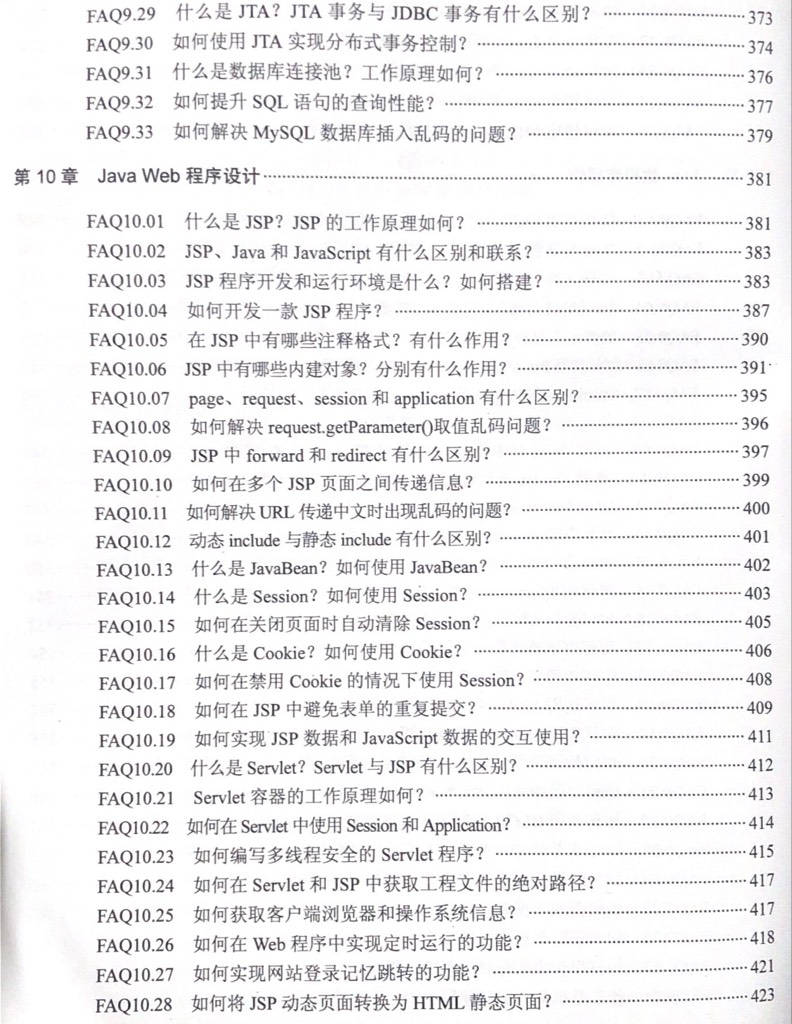 FAQ9.29 什么是 JTA？JTA 事务与 JDBC 事务有什么区别？ 373
FAQ9.30 如何使用 JTA 实现分布式事务控制？ 374
FAQ9.31 什么是数据库连接池？工作原理如何？ 376
FAQ9.32 如何提升 SQL 语句的查询性能？ 377
FAQ9.33 如何解决 MySQL 数据库插入乱码的问题？ 379
第 10 章 Java Web 程序设计 381
FAQ10.01 什么是 JSP？JSP 的工作原理如何？ 381
FAQ10.02 JSP、Java 和 JavaScript 有什么区别和联系？ 383
FAQ10.03 JSP 程序开发和运行环境是什么？如何搭建？ 383
FAQ10.04 如何开发一款 JSP 程序？ 387
FAQ10.05 在 JSP 中有哪些注释格式？有什么作用？ 390
FAQ10.06 JSP 中有哪些内建对象？分别有什么作用？ 391
FAQ10.07 page、request、session 和 application 有什么区别？ 395
FAQ10.08 如何解决 request.getParameter()取值乱码问题？ 396
FAQ10.09 JSP 中 forward 和 redirect 有什么区别？ 397
FAQ10.10 如何在多个 JSP 页面之间传递信息？ 399
FAQ10.11 如何解决 URL 传递中文时出现乱码的问题？ 400
FAQ10.12 动态 include 与静态 include 有什么区别？ 401
FAQ10.13 什么是 JavaBean？如何使用 JavaBean？ 402
FAQ10.14 什么是 Session？如何使用 Session？ 403
FAQ10.15 如何在关闭页面时自动清除 Session？ 405
FAQ10.16 什么是 Cookie？如何使用 Cookie？ 406
FAQ10.17 如何在禁用 Cookie 的情况下使用 Session？ 408
FAQ10.18 如何在 JSP 中避免表单的重复提交？ 409
FAQ10.19 如何实现 JSP 数据和 JavaScript 数据的交互使用？ 411
FAQ10.20 什么是 Servlet？Servlet 与 JSP 有什么区别？ 412
FAQ10.21 Servlet 容器的工作原理如何？ 413
FAQ10.22 如何在 Servlet 中使用 Session 和 Application？ 414
FAQ10.23 如何编写多线程安全的 Servlet 程序？ 415
FAQ10.24 如何在 Servlet 和 JSP 中获取工程文件的绝对路径？ 417
FAQ10.25 如何获取客户端浏览器和操作系统信息？ 417
FAQ10.26 如何在 Web 程序中实现定时运行的功能？ 418
FAQ10.27 如何实现网站登录记忆跳转的功能？ 421
FAQ10.28 如何将 JSP 动态页面转换为 HTML 静态页面？ 423